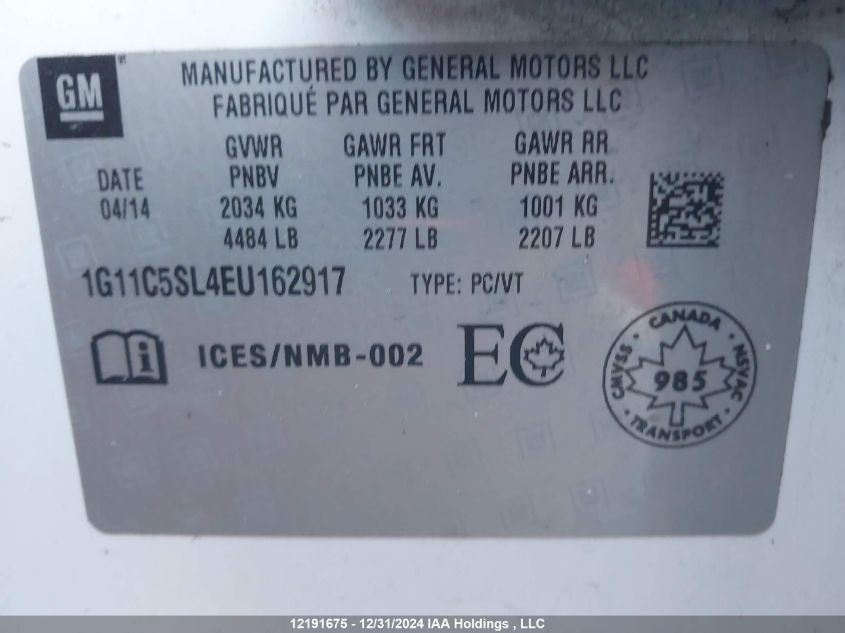 GM
MANUFACTURED BY GENERAL MOTORS LLC
FABRIQUÉ PAR GENERAL MOTORS LLC
GVWR GAWR FRT GAWR RR
DATE PNBV PNBE AV. PNBE ARR.
04/14 2034 KG 1033 KG 1001 KG
4484 LB 2277 LB 2207 LB
1G11C5SL4EU162917 TYPE: PC/VT
i ICES/NMB-002 EC
CANADA
CMVSS 985 NSVAC
TRANSPORT
12191675 - 12/31/2024 IAA Holdings , LLC